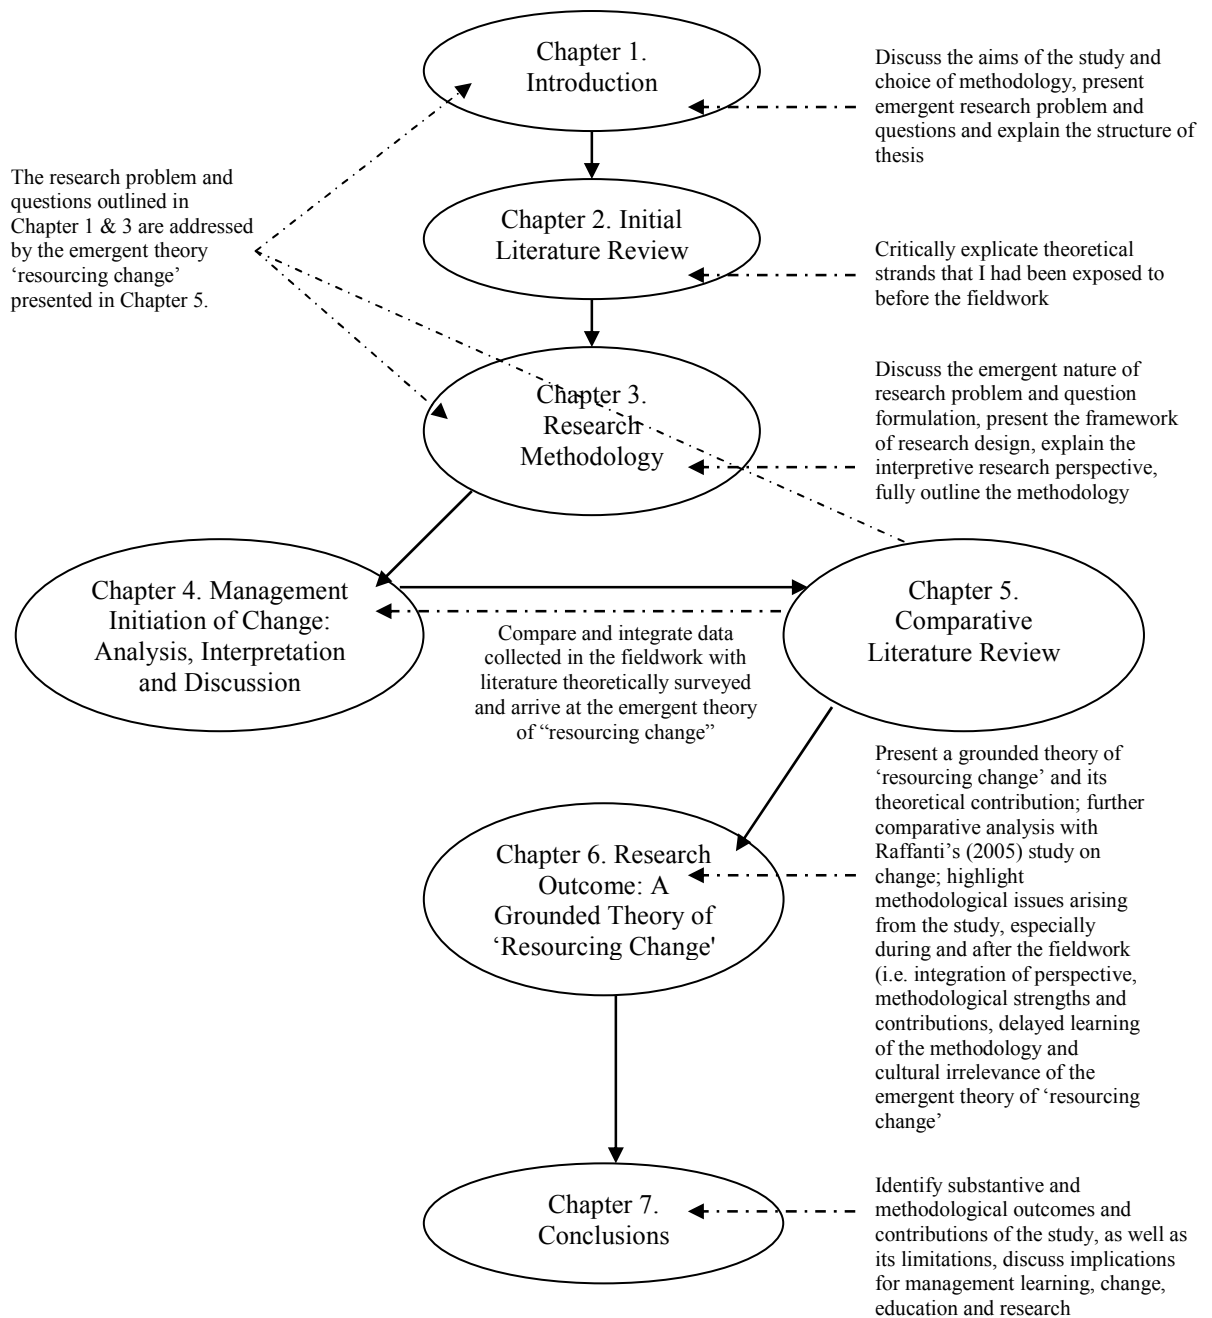 Chapter 1.
Introduction
Discuss the aims of the study and
choice of methodology, present
emergent research problem and
questions and explain the structure of
thesis
The research problem and
questions outlined in
Chapter 1 & 3 are addressed
by the emergent theory
‘resourcing change’
presented in Chapter 5.
Chapter 2. Initial
Literature Review
Critically explicate theoretical
strands that I had been exposed to
before the fieldwork
Chapter 3.
Research
Methodology
Discuss the emergent nature of
research problem and question
formulation, present the framework
of research design, explain the
interpretive research perspective,
fully outline the methodology
Chapter 4. Management
Initiation of Change:
Analysis, Interpretation
and Discussion
Compare and integrate data
collected in the fieldwork with
literature theoretically surveyed
and arrive at the emergent theory
of “resourcing change”
Chapter 5.
Comparative
Literature Review
Chapter 6. Research
Outcome: A
Grounded Theory of
‘Resourcing Change'
Present a grounded theory of
‘resourcing change’ and its
theoretical contribution; further
comparative analysis with
Raffanti’s (2005) study on
change; highlight
methodological issues arising
from the study, especially
during and after the fieldwork
(i.e. integration of perspective,
methodological strengths and
contributions, delayed learning
of the methodology and
cultural irrelevance of the
emergent theory of ‘resourcing
change’
Chapter 7.
Conclusions
Identify substantive and
methodological outcomes and
contributions of the study, as well as
its limitations, discuss implications
for management learning, change,
education and research